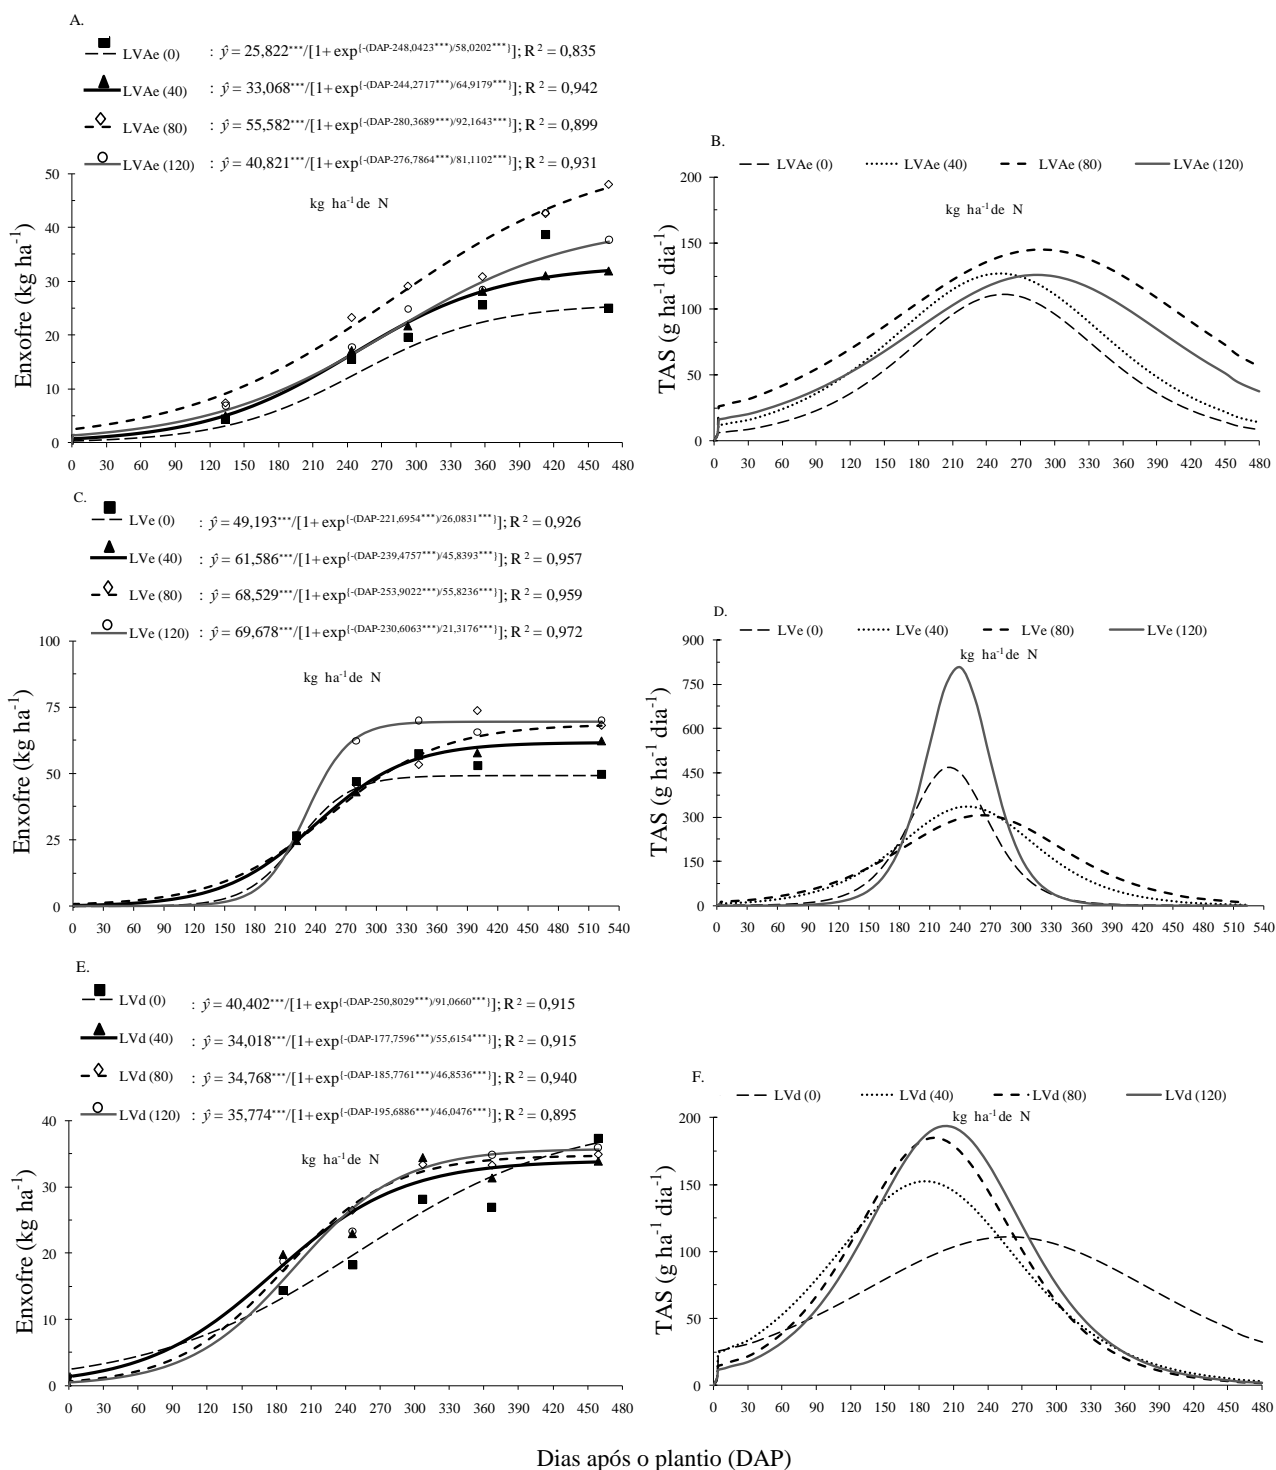 A.
LVAe (0) : ŷ = 25,822***/[1+ exp{-(DAP-248,0423***)/58,0202***}]; R² = 0,835
LVAe (40) : ŷ = 33,068***/[1+ exp{-(DAP-244,2717***)/64,9179***}]; R² = 0,942
LVAe (80) : ŷ = 55,582***/[1+ exp{-(DAP-280,3689***)/92,1643***}]; R² = 0,899
LVAe (120) : ŷ = 40,821***/[1+ exp{-(DAP-276,7864***)/81,1102***}]; R² = 0,931
kg ha⁻¹ de N
Enxofre (kg ha⁻¹)
50
40
30
20
10
0
0 30 60 90 120 150 180 210 240 270 300 330 360 390 420 450 480
B.
LVAe (0) LVAe (40) LVAe (80) LVAe (120)
kg ha⁻¹ de N
TAS (g ha⁻¹ dia⁻¹)
200
150
100
50
0
0 30 60 90 120 150 180 210 240 270 300 330 360 390 420 450 480
C.
LVe (0) : ŷ = 49,193***/[1+ exp{-(DAP-221,6954***)/26,0831***}]; R² = 0,926
LVe (40) : ŷ = 61,586***/[1+ exp{-(DAP-239,4757***)/45,8393***}]; R² = 0,957
LVe (80) : ŷ = 68,529***/[1+ exp{-(DAP-253,9022***)/55,8236***}]; R² = 0,959
LVe (120) : ŷ = 69,678***/[1+ exp{-(DAP-230,6063***)/21,3176***}]; R² = 0,972
kg ha⁻¹ de N
Enxofre (kg ha⁻¹)
100
75
50
25
0
0 30 60 90 120 150 180 210 240 270 300 330 360 390 420 450 480 510 540
D.
LVe (0) LVe (40) LVe (80) LVe (120)
kg ha⁻¹ de N
TAS (g ha⁻¹ dia⁻¹)
900
750
600
450
300
150
0
0 30 60 90 120 150 180 210 240 270 300 330 360 390 420 450 480 510 540
E.
LVd (0) : ŷ = 40,402***/[1+ exp{-(DAP-250,8029***)/91,0660***}]; R² = 0,915
LVd (40) : ŷ = 34,018***/[1+ exp{-(DAP-177,7596***)/55,6154***}]; R² = 0,915
LVd (80) : ŷ = 34,768***/[1+ exp{-(DAP-185,7761***)/46,8536***}]; R² = 0,940
LVd (120) : ŷ = 35,774***/[1+ exp{-(DAP-195,6886***)/46,0476***}]; R² = 0,895
kg ha⁻¹ de N
Enxofre (kg ha⁻¹)
40
30
20
10
0
0 30 60 90 120 150 180 210 240 270 300 330 360 390 420 450 480
F.
LVd (0) LVd (40) LVd (80) LVd (120)
kg ha⁻¹ de N
TAS (g ha⁻¹ dia⁻¹)
200
150
100
50
0
0 30 60 90 120 150 180 210 240 270 300 330 360 390 420 450 480
Dias após o plantio (DAP)